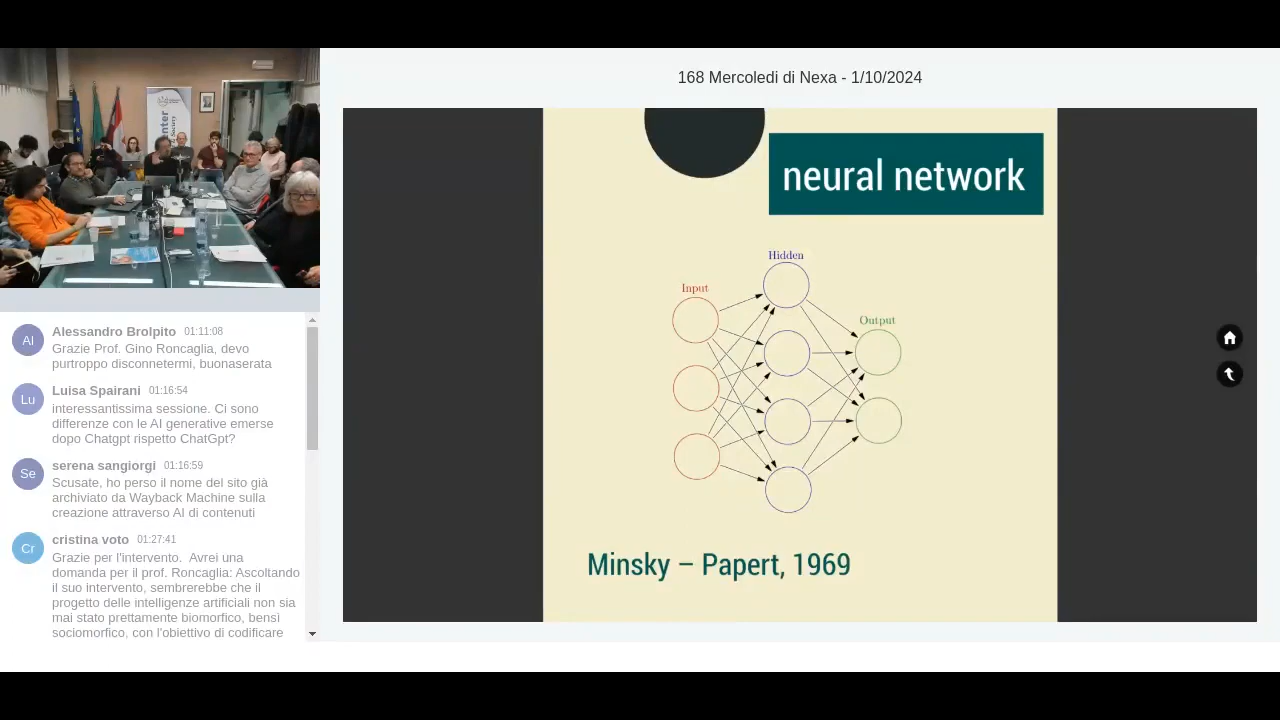 168 Mercoledi di Nexa - 1/10/2024
neural network
Hidden
Input
Output
Minsky – Papert, 1969
Al
Alessandro Brolpito 01:11:08
Grazie Prof. Gino Roncaglia, devo
purtroppo disconnetermi, buonaserata
Lu
Luisa Spairani 01:16:54
interessantissima sessione. Ci sono
differenze con le AI generative emerse
dopo Chatgpt rispetto ChatGpt?
Se
serena sangiorgi 01:16:59
Scusate, ho perso il nome del sito già
archiviato da Wayback Machine sulla
creazione attraverso AI di contenuti
Cr
cristina voto 01:27:41
Grazie per l'intervento. Avrei una
domanda per il prof. Roncaglia: Ascoltando
il suo intervento, sembrerebbe che il
progetto delle intelligenze artificiali non sia
mai stato prettamente biomorfico, bensì
sociomorfico, con l'obiettivo di codificare